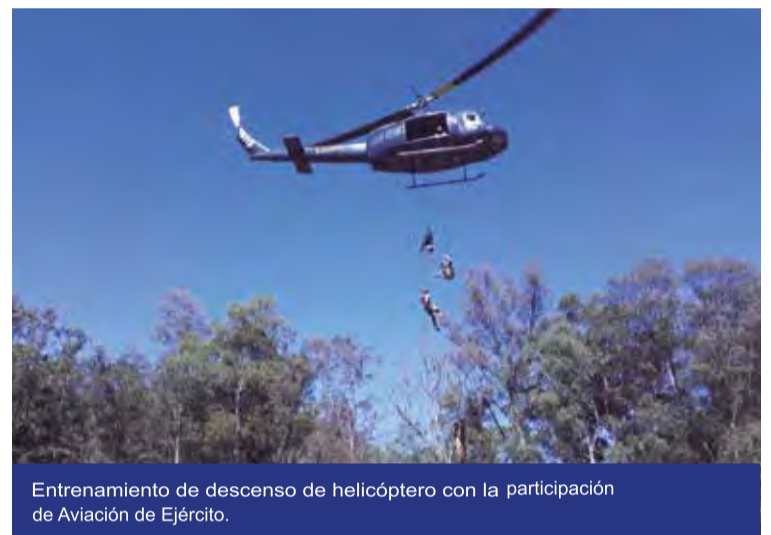 Entrenamiento de descenso de helicóptero con la participación
de Aviación de Ejército.